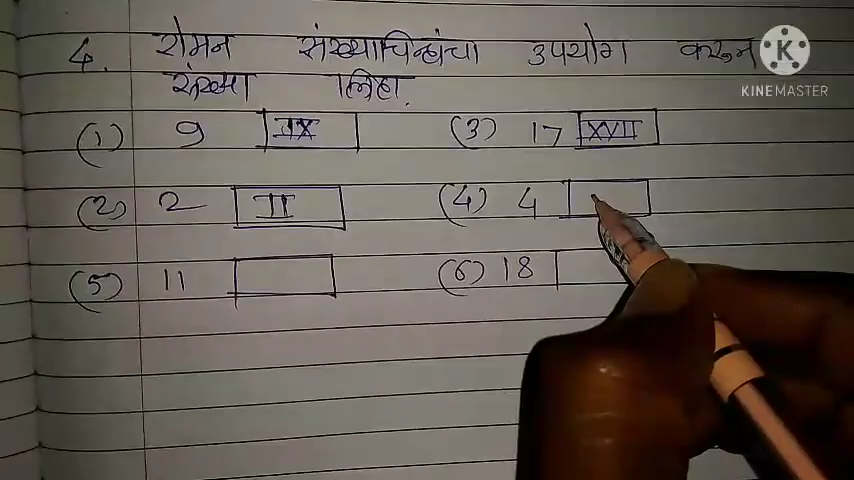 4. रोमन संख्याचिन्हांचा उपयोग करून
संख्या लिहा.
(1) 9 IX (3) 17 XVII
(2) 2 II (4) 4
(5) 11 (6) 18
KINEMASTER